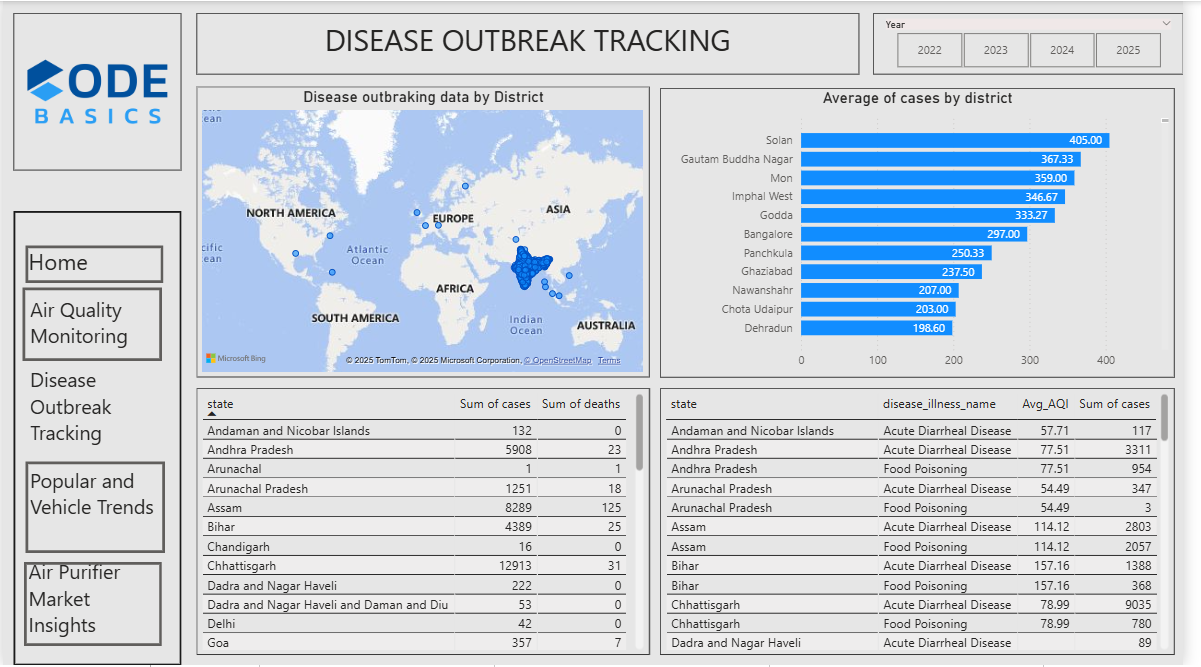 CODE
BASICS
DISEASE OUTBREAK TRACKING
Year
2022 2023 2024 2025
Home
Air Quality
Monitoring
Disease
Outbreak
Tracking
Popular and
Vehicle Trends
Air Purifier
Market
Insights
Disease outbraking data by District
ean
NORTH AMERICA
EUROPE
ASIA
cific
ean
Atlantic
Ocean
AFRICA
SOUTH AMERICA
Indian
Ocean
AUSTRALIA
Microsoft Bing
© 2025 TomTom, © 2025 Microsoft Corporation, © OpenStreetMap Terms
Average of cases by district
Solan 405.00
Gautam Buddha Nagar 367.33
Mon 359.00
Imphal West 346.67
Godda 333.27
Bangalore 297.00
Panchkula 250.33
Ghaziabad 237.50
Nawanshahr 207.00
Chota Udaipur 203.00
Dehradun 198.60
0 100 200 300 400
state Sum of cases Sum of deaths
Andaman and Nicobar Islands 132 0
Andhra Pradesh 5908 23
Arunachal 1 1
Arunachal Pradesh 1251 18
Assam 8289 125
Bihar 4389 25
Chandigarh 16 0
Chhattisgarh 12913 31
Dadra and Nagar Haveli 222 0
Dadra and Nagar Haveli and Daman and Diu 53 0
Delhi 42 0
Goa 357 7
state disease_illness_name Avg_AQI Sum of cases
Andaman and Nicobar Islands Acute Diarrheal Disease 57.71 117
Andhra Pradesh Acute Diarrheal Disease 77.51 3311
Andhra Pradesh Food Poisoning 77.51 954
Arunachal Pradesh Acute Diarrheal Disease 54.49 347
Arunachal Pradesh Food Poisoning 54.49 3
Assam Acute Diarrheal Disease 114.12 2803
Assam Food Poisoning 114.12 2057
Bihar Acute Diarrheal Disease 157.16 1388
Bihar Food Poisoning 157.16 368
Chhattisgarh Acute Diarrheal Disease 78.99 9035
Chhattisgarh Food Poisoning 78.99 780
Dadra and Nagar Haveli Acute Diarrheal Disease 89